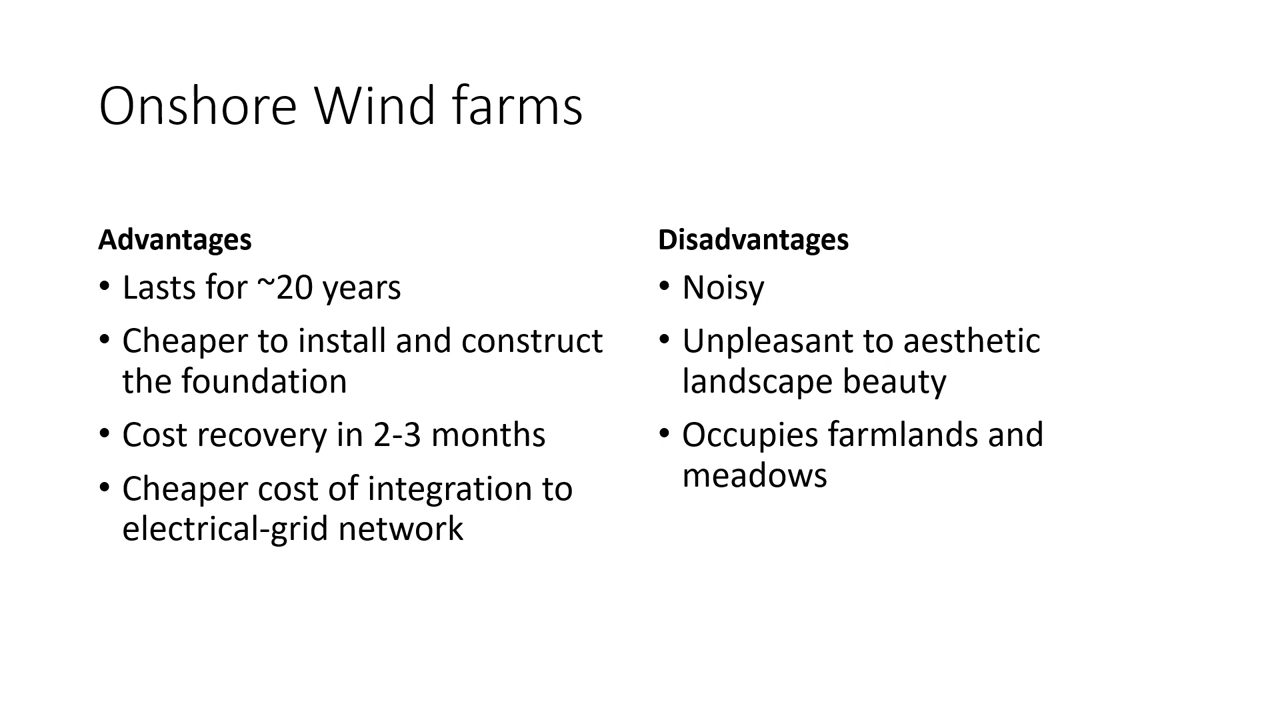 Onshore Wind farms
Advantages
• Lasts for ~20 years
• Cheaper to install and construct
the foundation
• Cost recovery in 2-3 months
• Cheaper cost of integration to
electrical-grid network
Disadvantages
• Noisy
• Unpleasant to aesthetic
landscape beauty
• Occupies farmlands and
meadows